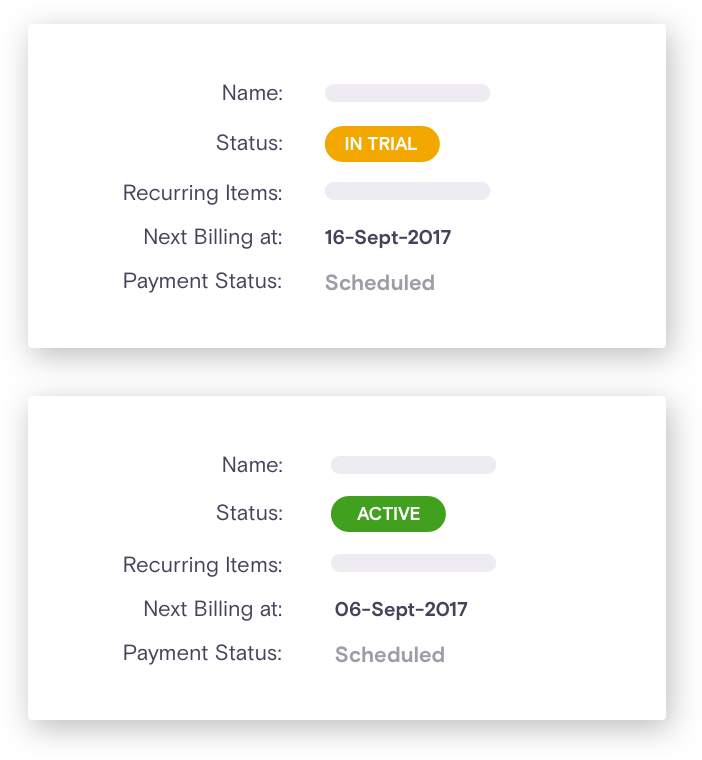 Name:
Status: IN TRIAL
Recurring Items:
Next Billing at: 16-Sept-2017
Payment Status: Scheduled
Name:
Status: ACTIVE
Recurring Items:
Next Billing at: 06-Sept-2017
Payment Status: Scheduled